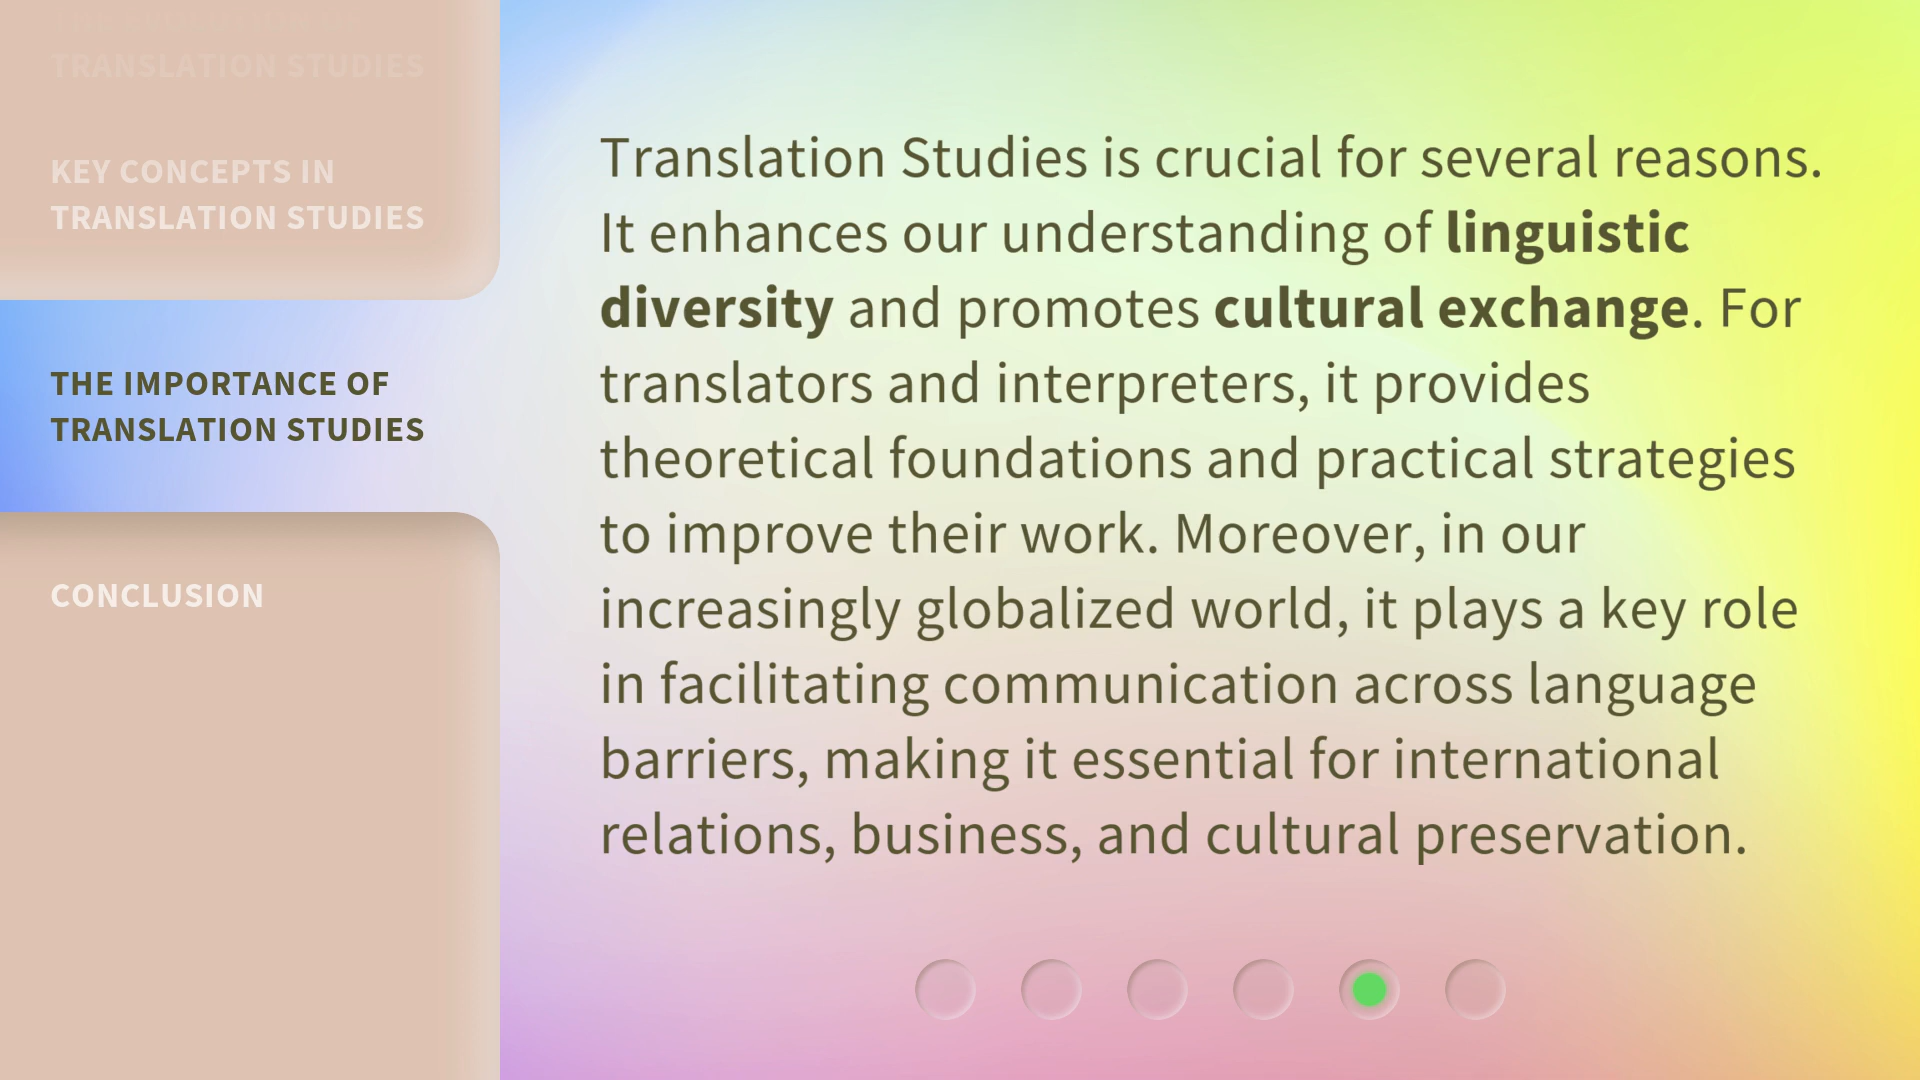 TRANSLATION STUDIES
KEY CONCEPTS IN
TRANSLATION STUDIES
THE IMPORTANCE OF
TRANSLATION STUDIES
CONCLUSION
Translation Studies is crucial for several reasons.
It enhances our understanding of linguistic
diversity and promotes cultural exchange. For
translators and interpreters, it provides
theoretical foundations and practical strategies
to improve their work. Moreover, in our
increasingly globalized world, it plays a key role
in facilitating communication across language
barriers, making it essential for international
relations, business, and cultural preservation.